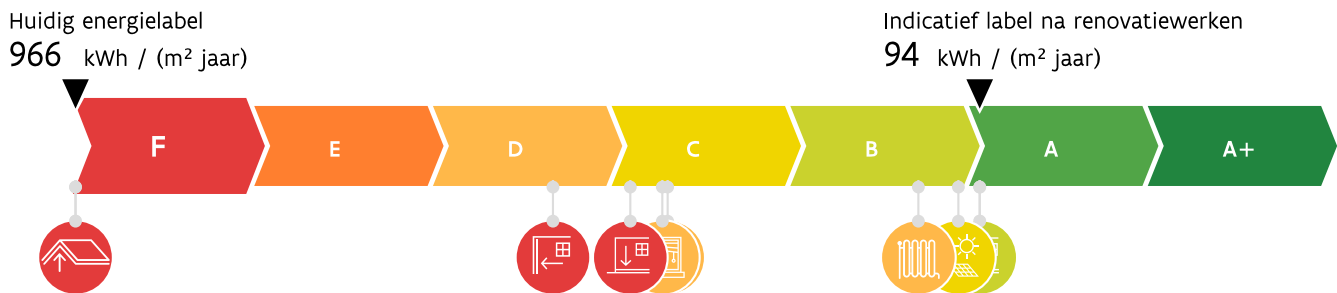 Huidig energielabel
966 kWh / (m² jaar)
Indicatief label na renovatiewerken
94 kWh / (m² jaar)
F E D C B A A+